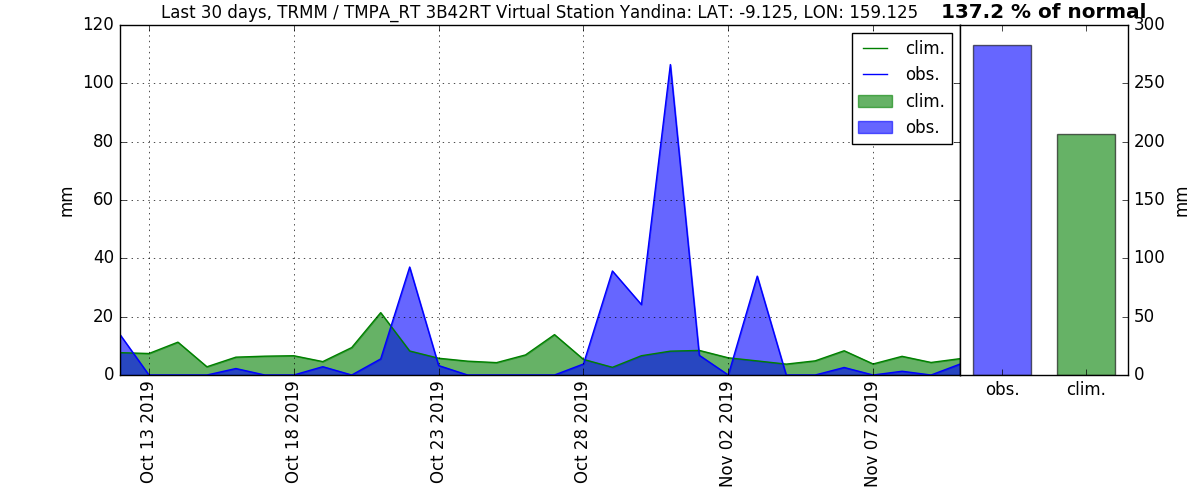 Last 30 days, TRMM / TMPA_RT 3B42RT Virtual Station Yandina: LAT: -9.125, LON: 159.125
137.2 % of normal
120
100
80
60
40
20
0
mm
clim.
obs.
clim.
obs.
300
250
200
150
100
50
0
mm
Oct 13 2019
Oct 18 2019
Oct 23 2019
Oct 28 2019
Nov 02 2019
Nov 07 2019
obs.
clim.